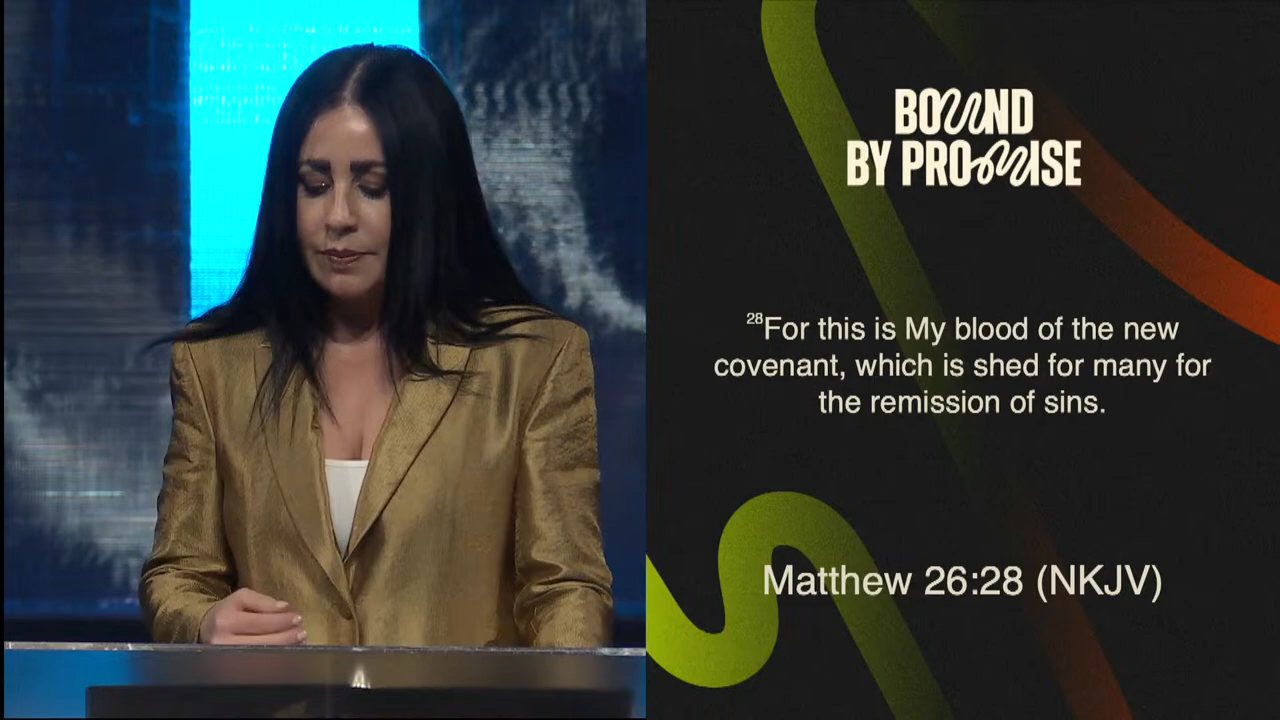 BOUND
BY PROMISE
28For this is My blood of the new
covenant, which is shed for many for
the remission of sins.
Matthew 26:28 (NKJV)